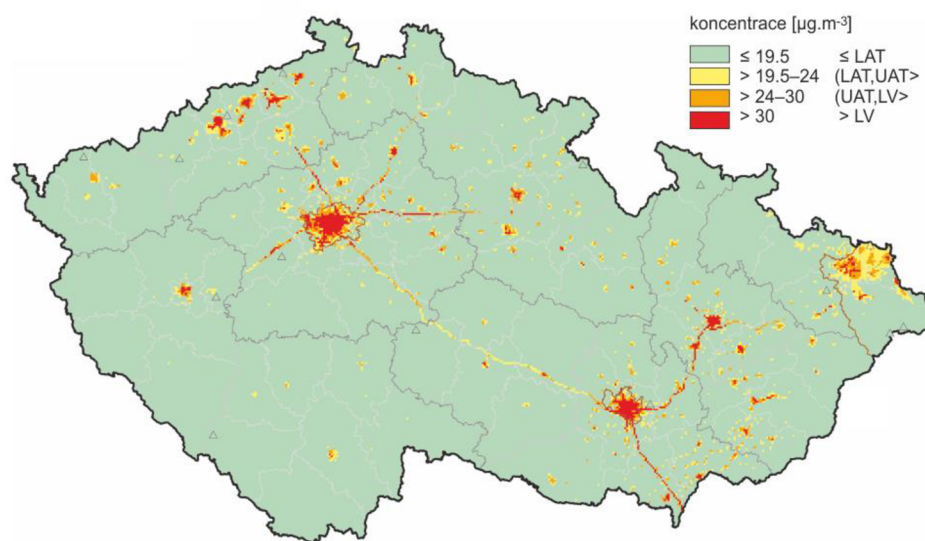 koncentrace [µg.m-3]
≤ 19.5 ≤ LAT
> 19.5–24 (LAT,UAT>
> 24–30 (UAT,LV>
> 30 > LV